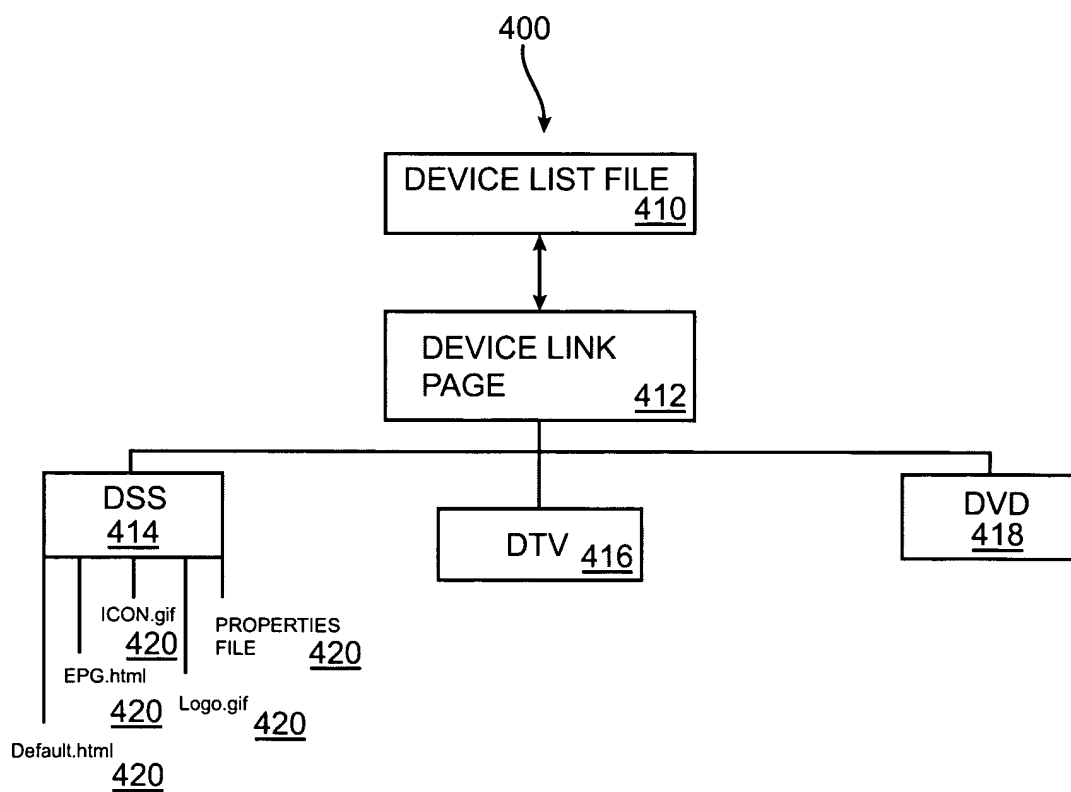 400
DEVICE LIST FILE
410
DEVICE LINK
PAGE
412
DSS
414
DTV
416
DVD
418
ICON.gif
420
PROPERTIES
FILE
420
EPG.html
420
Logo.gif
420
Default.html
420